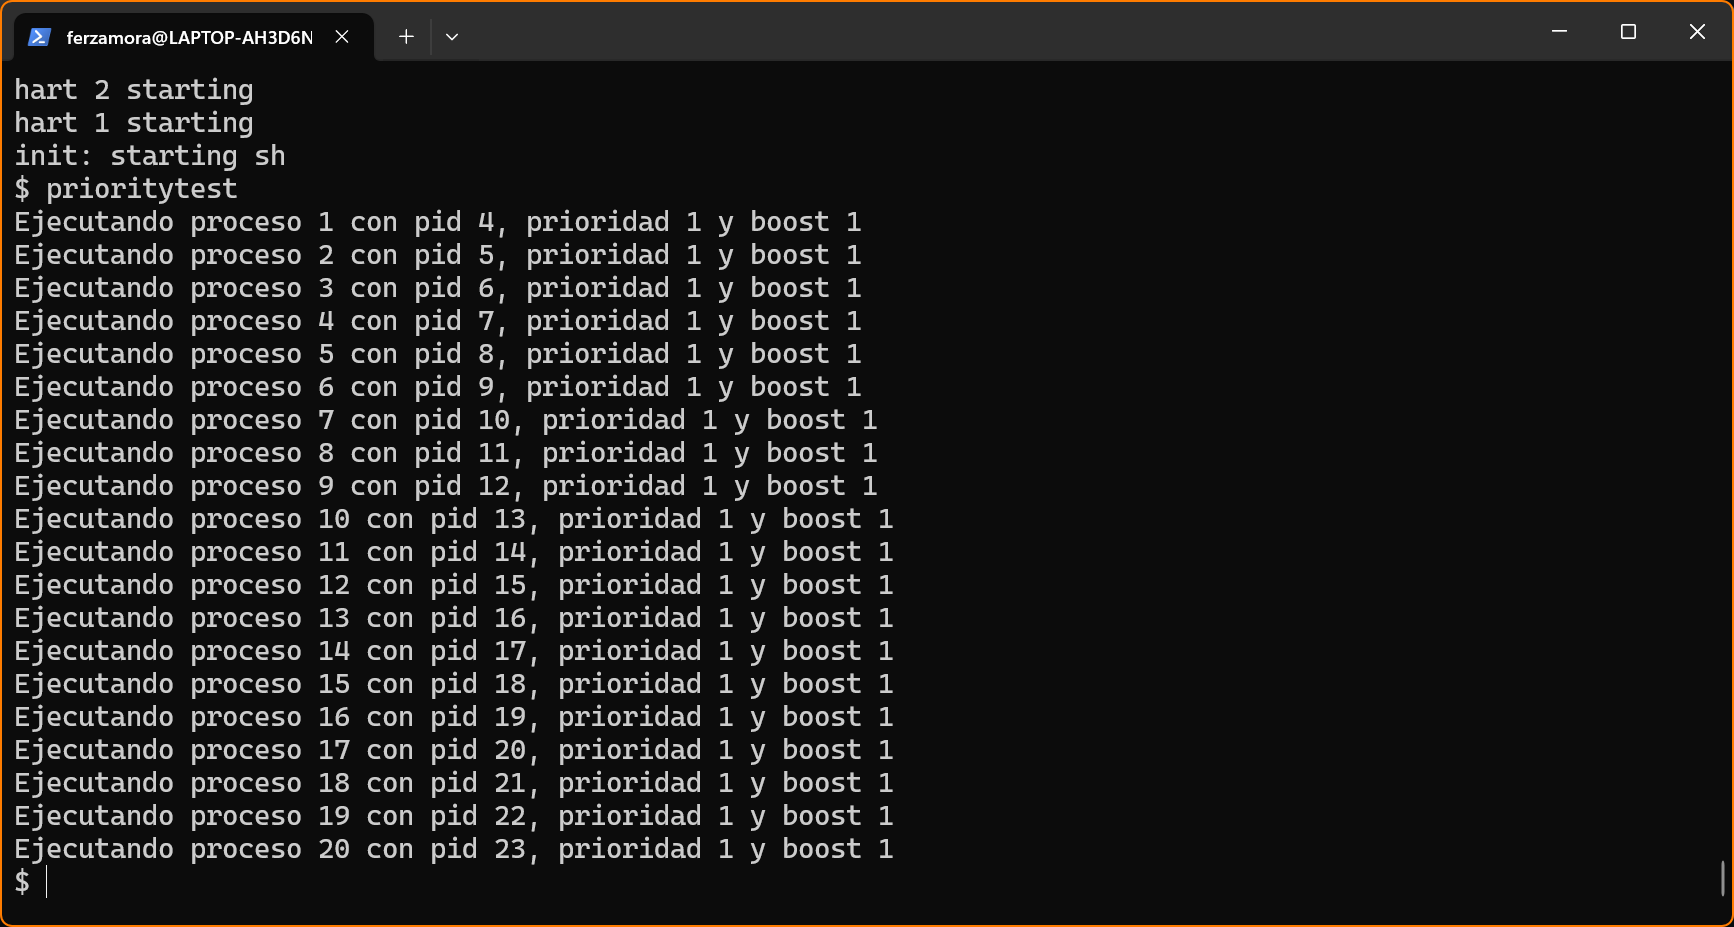 ferzamora@LAPTOP-AH3D6N
hart 2 starting
hart 1 starting
init: starting sh
$ prioritytest
Ejecutando proceso 1 con pid 4, prioridad 1 y boost 1
Ejecutando proceso 2 con pid 5, prioridad 1 y boost 1
Ejecutando proceso 3 con pid 6, prioridad 1 y boost 1
Ejecutando proceso 4 con pid 7, prioridad 1 y boost 1
Ejecutando proceso 5 con pid 8, prioridad 1 y boost 1
Ejecutando proceso 6 con pid 9, prioridad 1 y boost 1
Ejecutando proceso 7 con pid 10, prioridad 1 y boost 1
Ejecutando proceso 8 con pid 11, prioridad 1 y boost 1
Ejecutando proceso 9 con pid 12, prioridad 1 y boost 1
Ejecutando proceso 10 con pid 13, prioridad 1 y boost 1
Ejecutando proceso 11 con pid 14, prioridad 1 y boost 1
Ejecutando proceso 12 con pid 15, prioridad 1 y boost 1
Ejecutando proceso 13 con pid 16, prioridad 1 y boost 1
Ejecutando proceso 14 con pid 17, prioridad 1 y boost 1
Ejecutando proceso 15 con pid 18, prioridad 1 y boost 1
Ejecutando proceso 16 con pid 19, prioridad 1 y boost 1
Ejecutando proceso 17 con pid 20, prioridad 1 y boost 1
Ejecutando proceso 18 con pid 21, prioridad 1 y boost 1
Ejecutando proceso 19 con pid 22, prioridad 1 y boost 1
Ejecutando proceso 20 con pid 23, prioridad 1 y boost 1
$